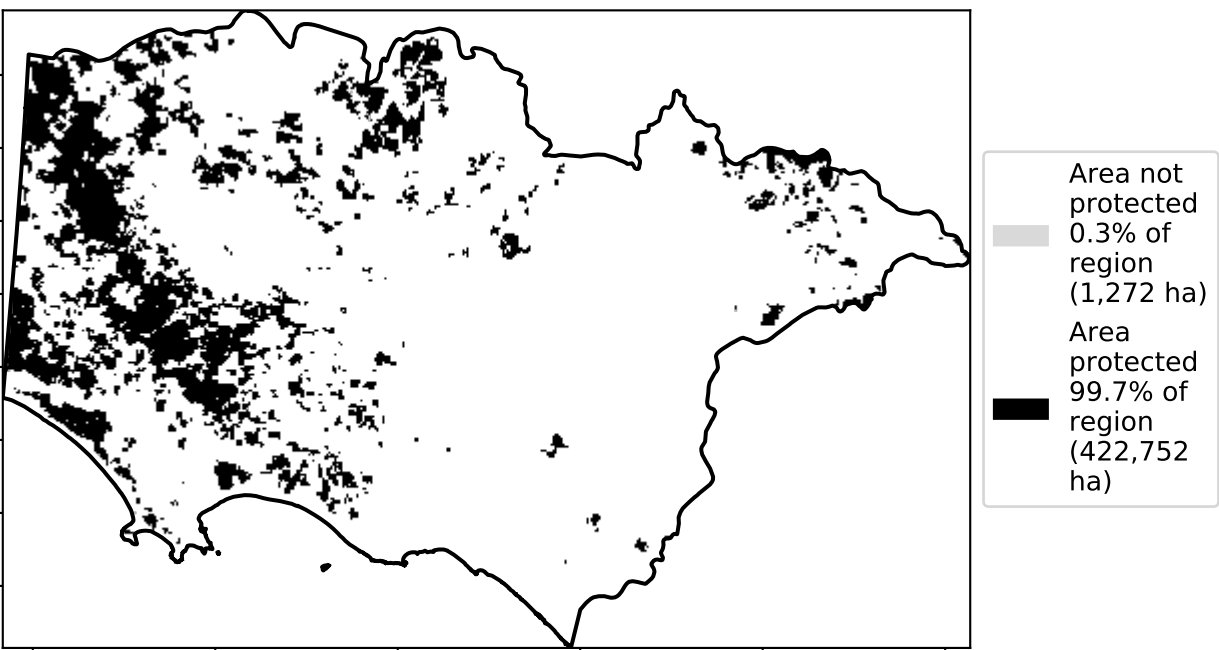 Area not
protected
0.3% of
region
(1,272 ha)
Area
protected
99.7% of
region
(422,752
ha)